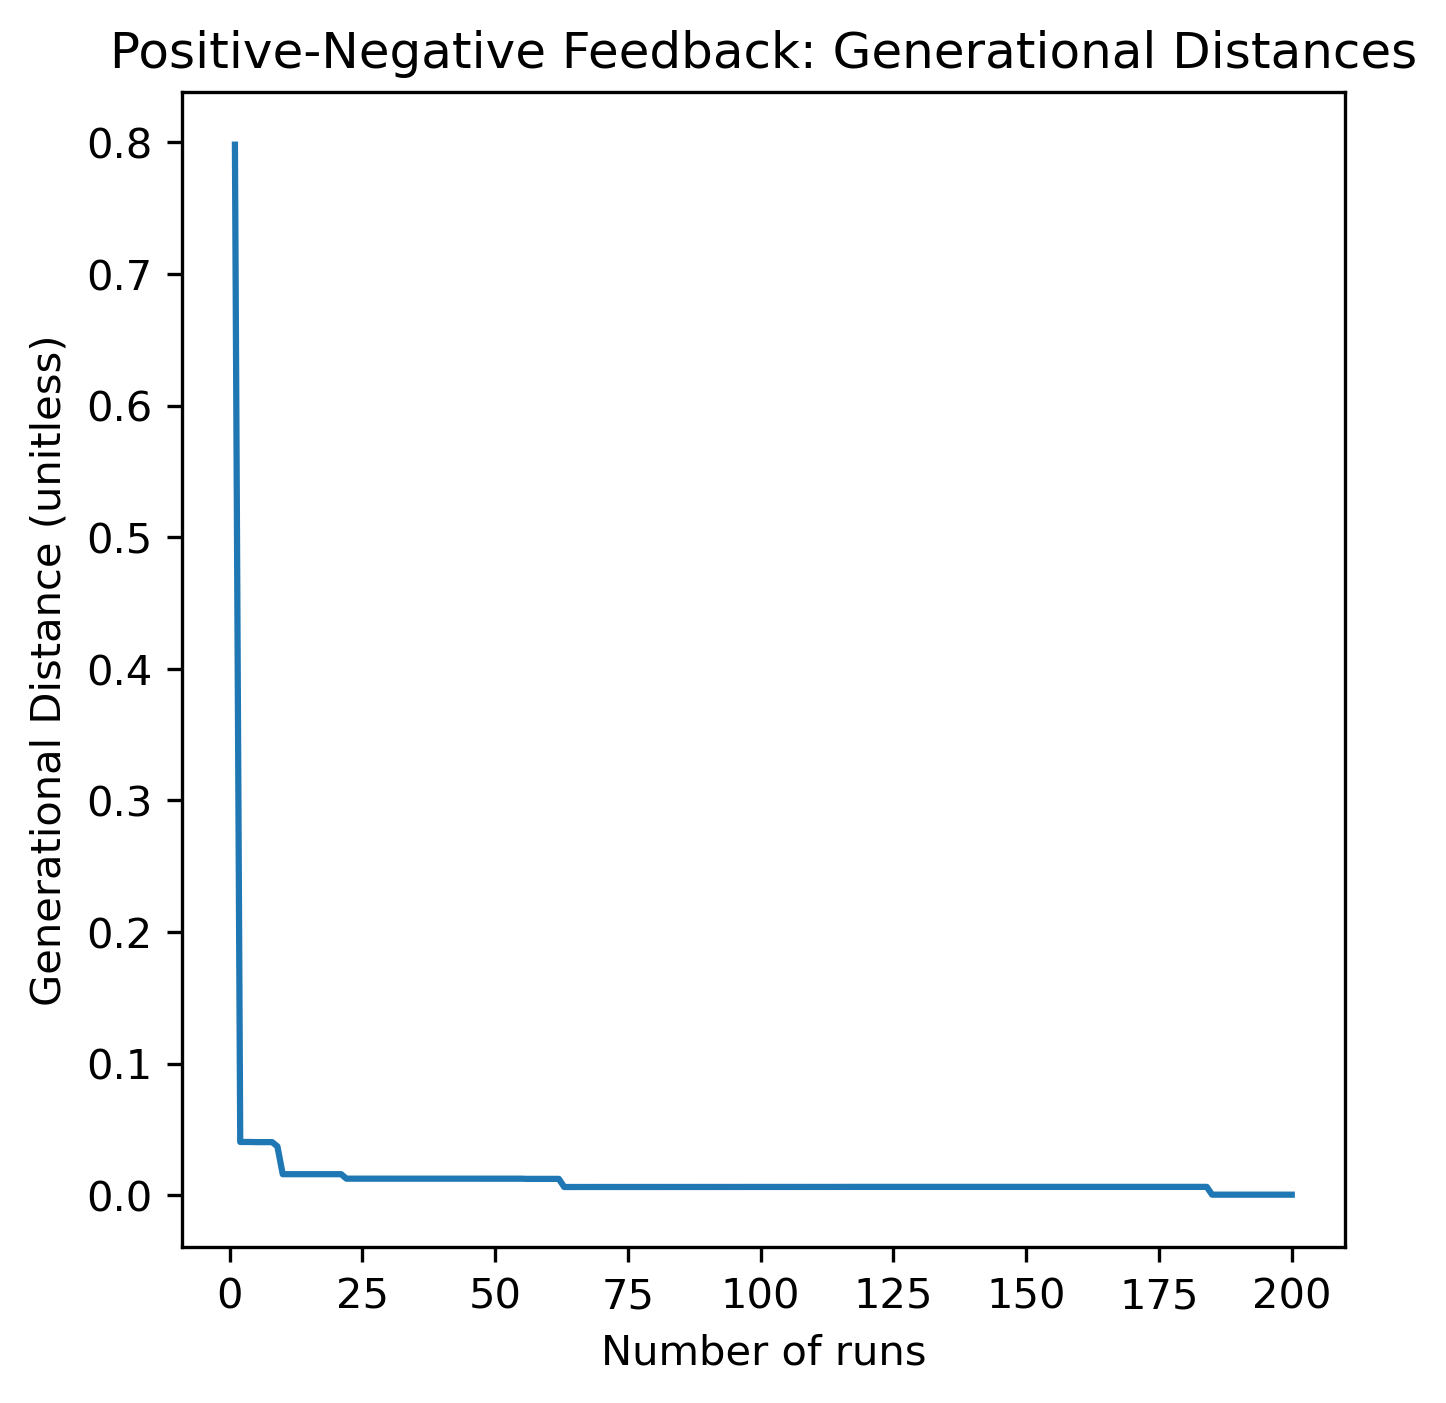 Positive-Negative Feedback: Generational Distances
Generational Distance (unitless)
0.8
0.7
0.6
0.5
0.4
0.3
0.2
0.1
0.0
0 25 50 75 100 125 150 175 200
Number of runs